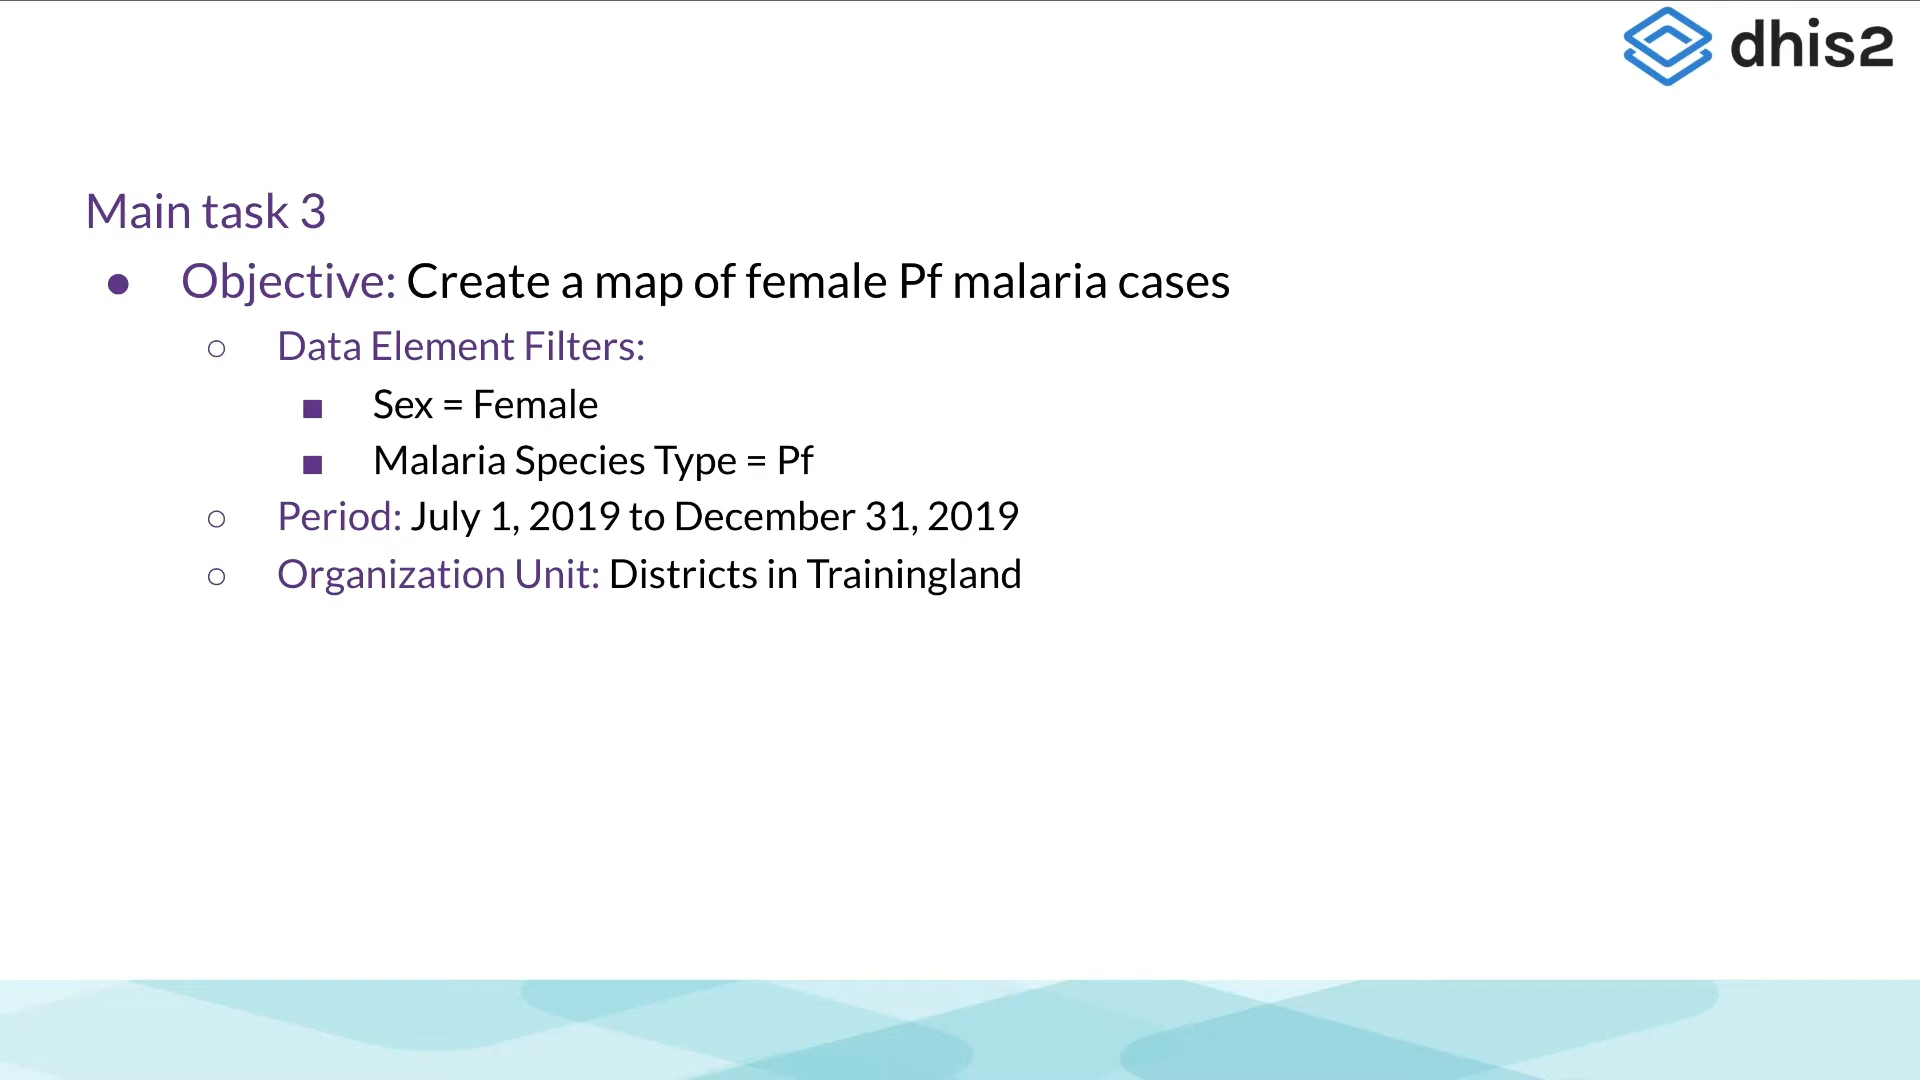 dhis2
Main task 3
● Objective: Create a map of female Pf malaria cases
○ Data Element Filters:
■ Sex = Female
■ Malaria Species Type = Pf
○ Period: July 1, 2019 to December 31, 2019
○ Organization Unit: Districts in Trainingland